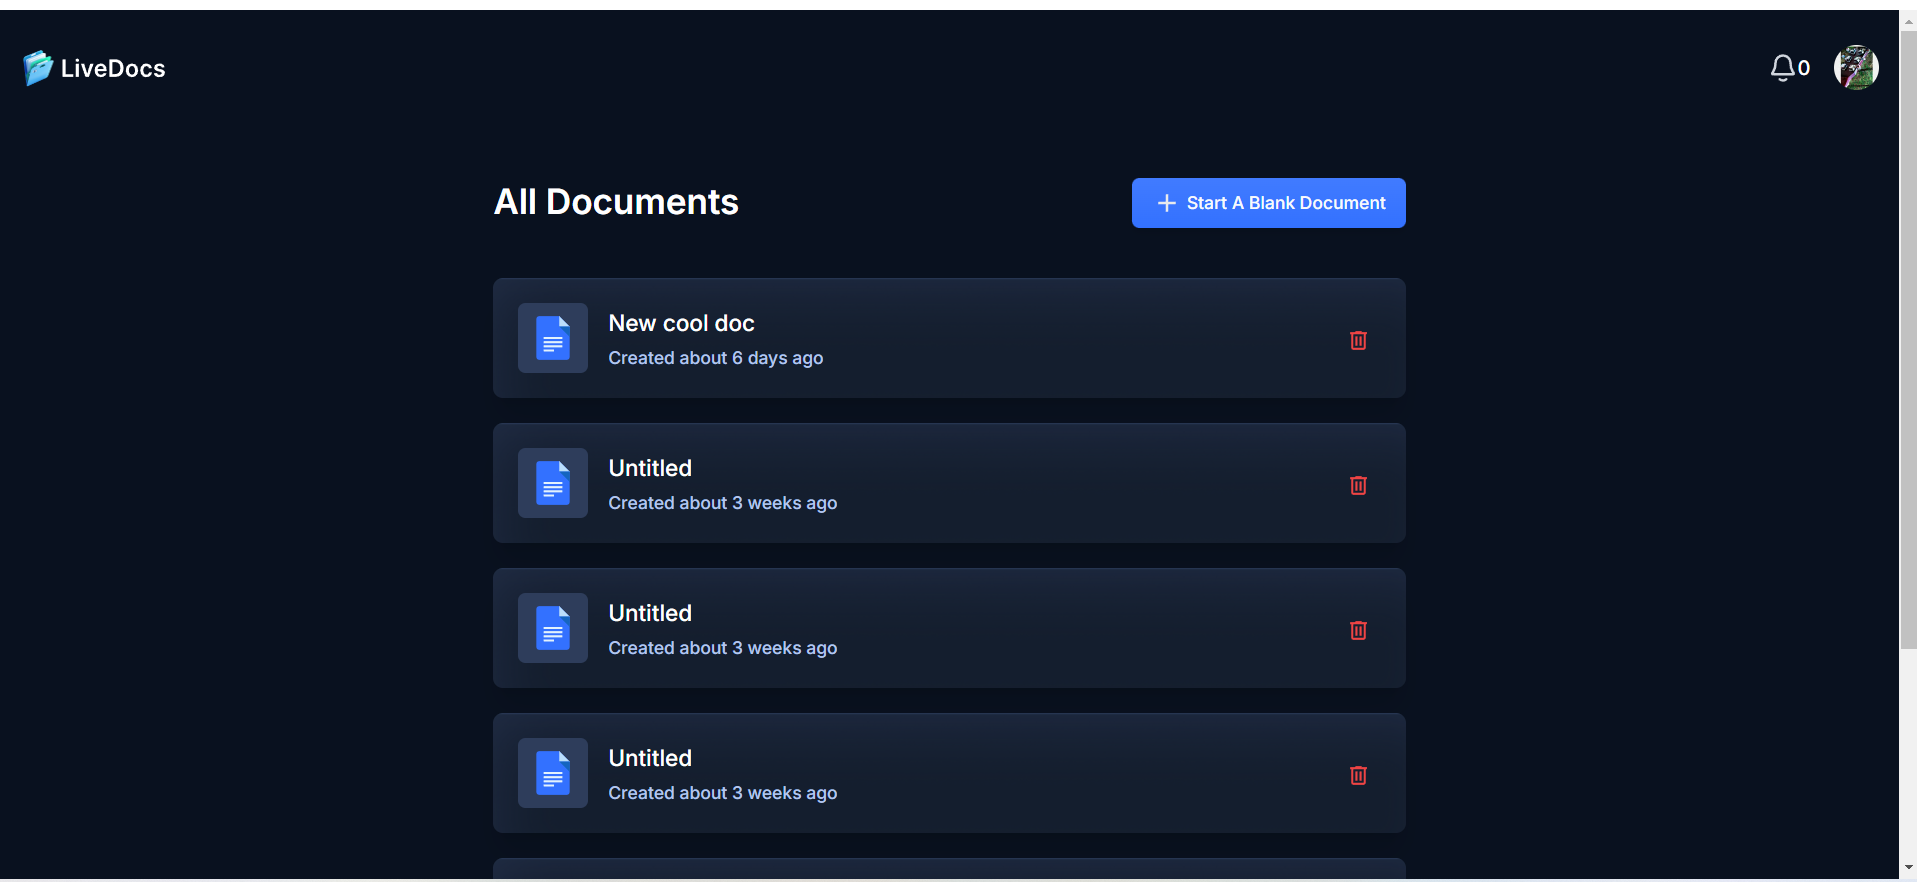 LiveDocs
0
All Documents
Start A Blank Document
New cool doc
Created about 6 days ago
Untitled
Created about 3 weeks ago
Untitled
Created about 3 weeks ago
Untitled
Created about 3 weeks ago